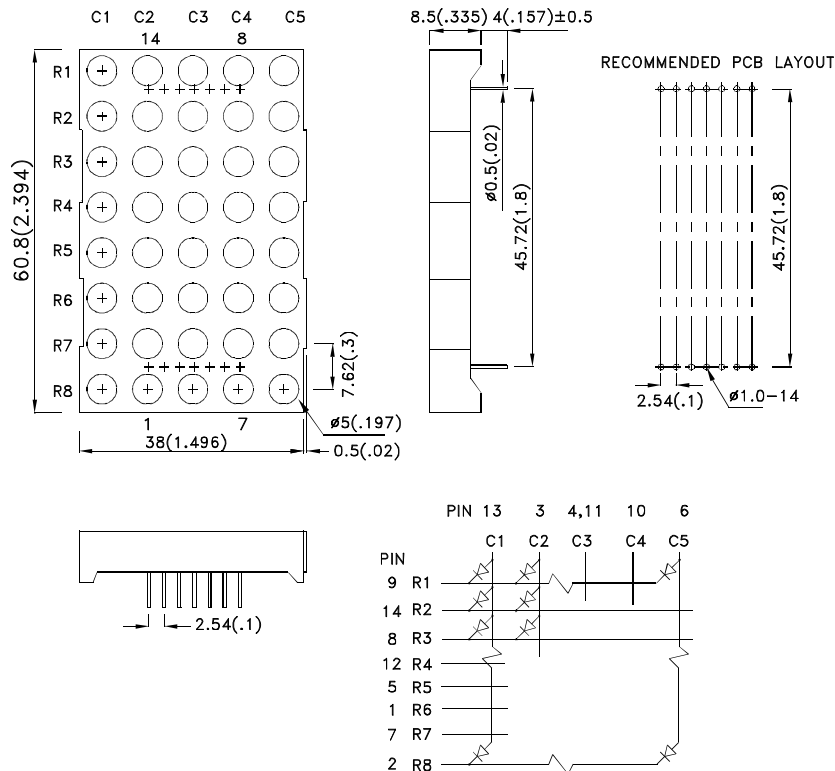 C1 C2 C3 C4 C5
14 8
R1
R2
R3
R4
R5
R6
R7
R8
60.8(2.394)
1 7
38(1.496)
0.5(.02)
ø5(.197)
7.62(.3)
8.5(.335) 4(.157)±0.5
ø0.5(.02)
45.72(1.8)
RECOMMENDED PCB LAYOUT
45.72(1.8)
2.54(.1)
ø1.0-14
2.54(.1)
PIN 13 3 4,11 10 6
C1 C2 C3 C4 C5
PIN
9 R1
14 R2
8 R3
12 R4
5 R5
1 R6
7 R7
2 R8